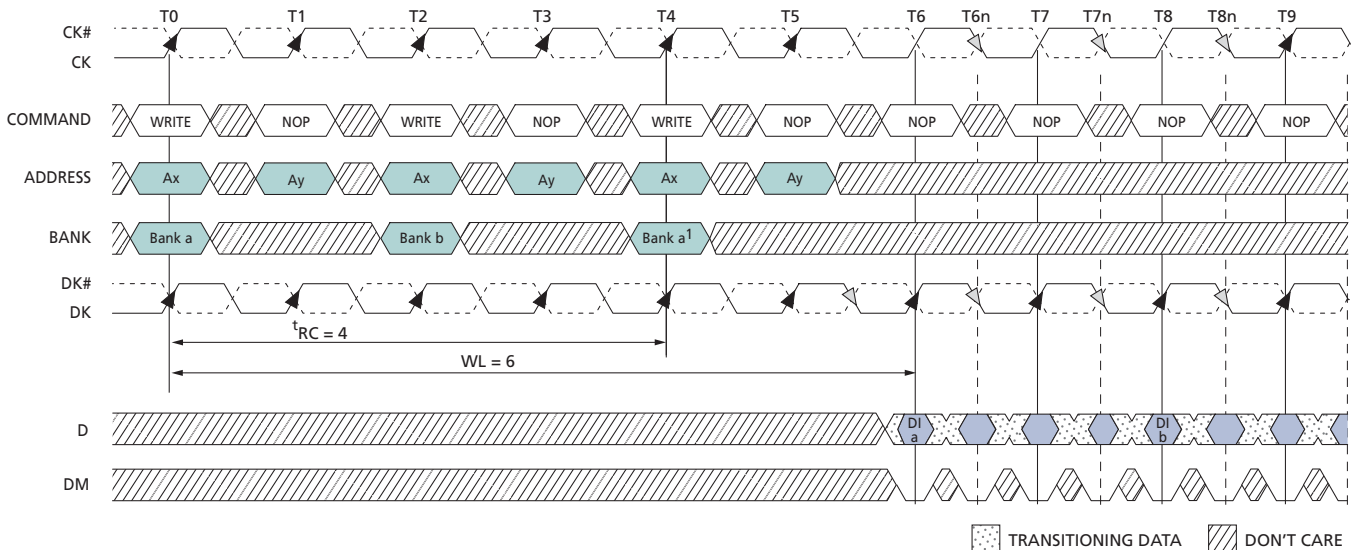 T0 T1 T2 T3 T4 T5 T6 T6n T7 T7n T8 T8n T9
CK#
CK
COMMAND WRITE NOP WRITE NOP WRITE NOP NOP NOP NOP NOP
ADDRESS Ax Ay Ax Ay Ax Ay
BANK Bank a Bank b Bank a¹
DK#
DK
ᵗRC = 4
WL = 6
D DI a DI b
DM
TRANSITIONING DATA DON'T CARE